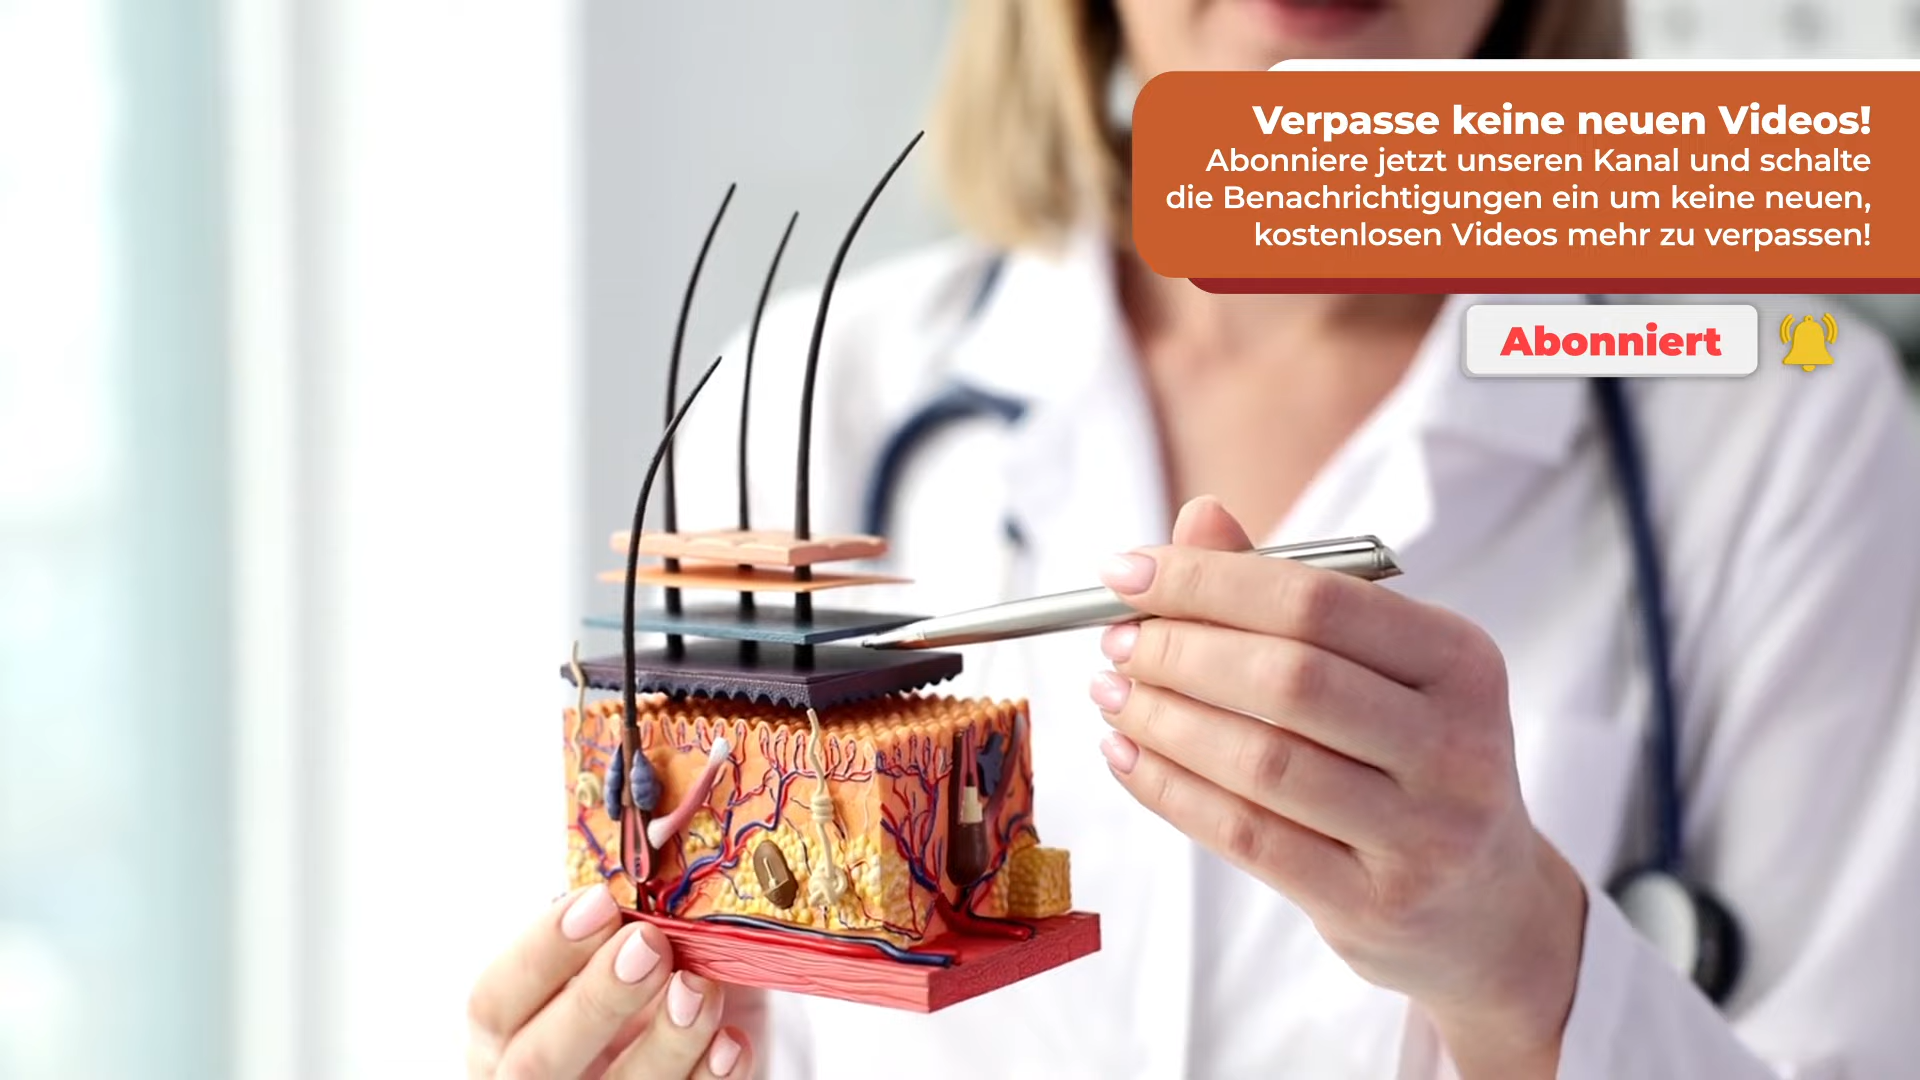 Verpasse keine neuen Videos!
Abonniere jetzt unseren Kanal und schalte
die Benachrichtigungen ein um keine neuen,
kostenlosen Videos mehr zu verpassen!
Abonniert